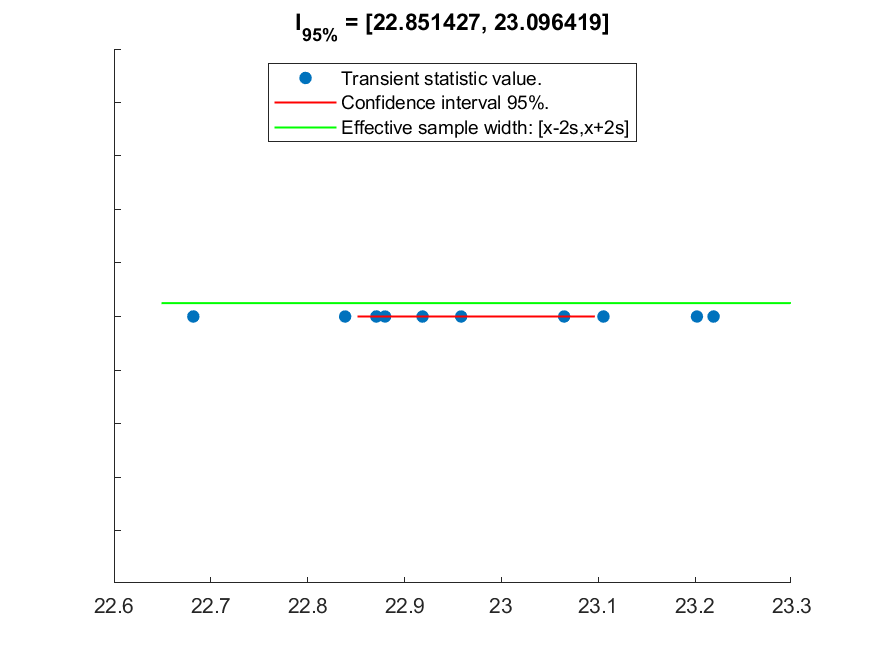 I95% = [22.851427, 23.096419]
Transient statistic value.
Confidence interval 95%.
Effective sample width: [x-2s,x+2s]
22.6 22.7 22.8 22.9 23 23.1 23.2 23.3